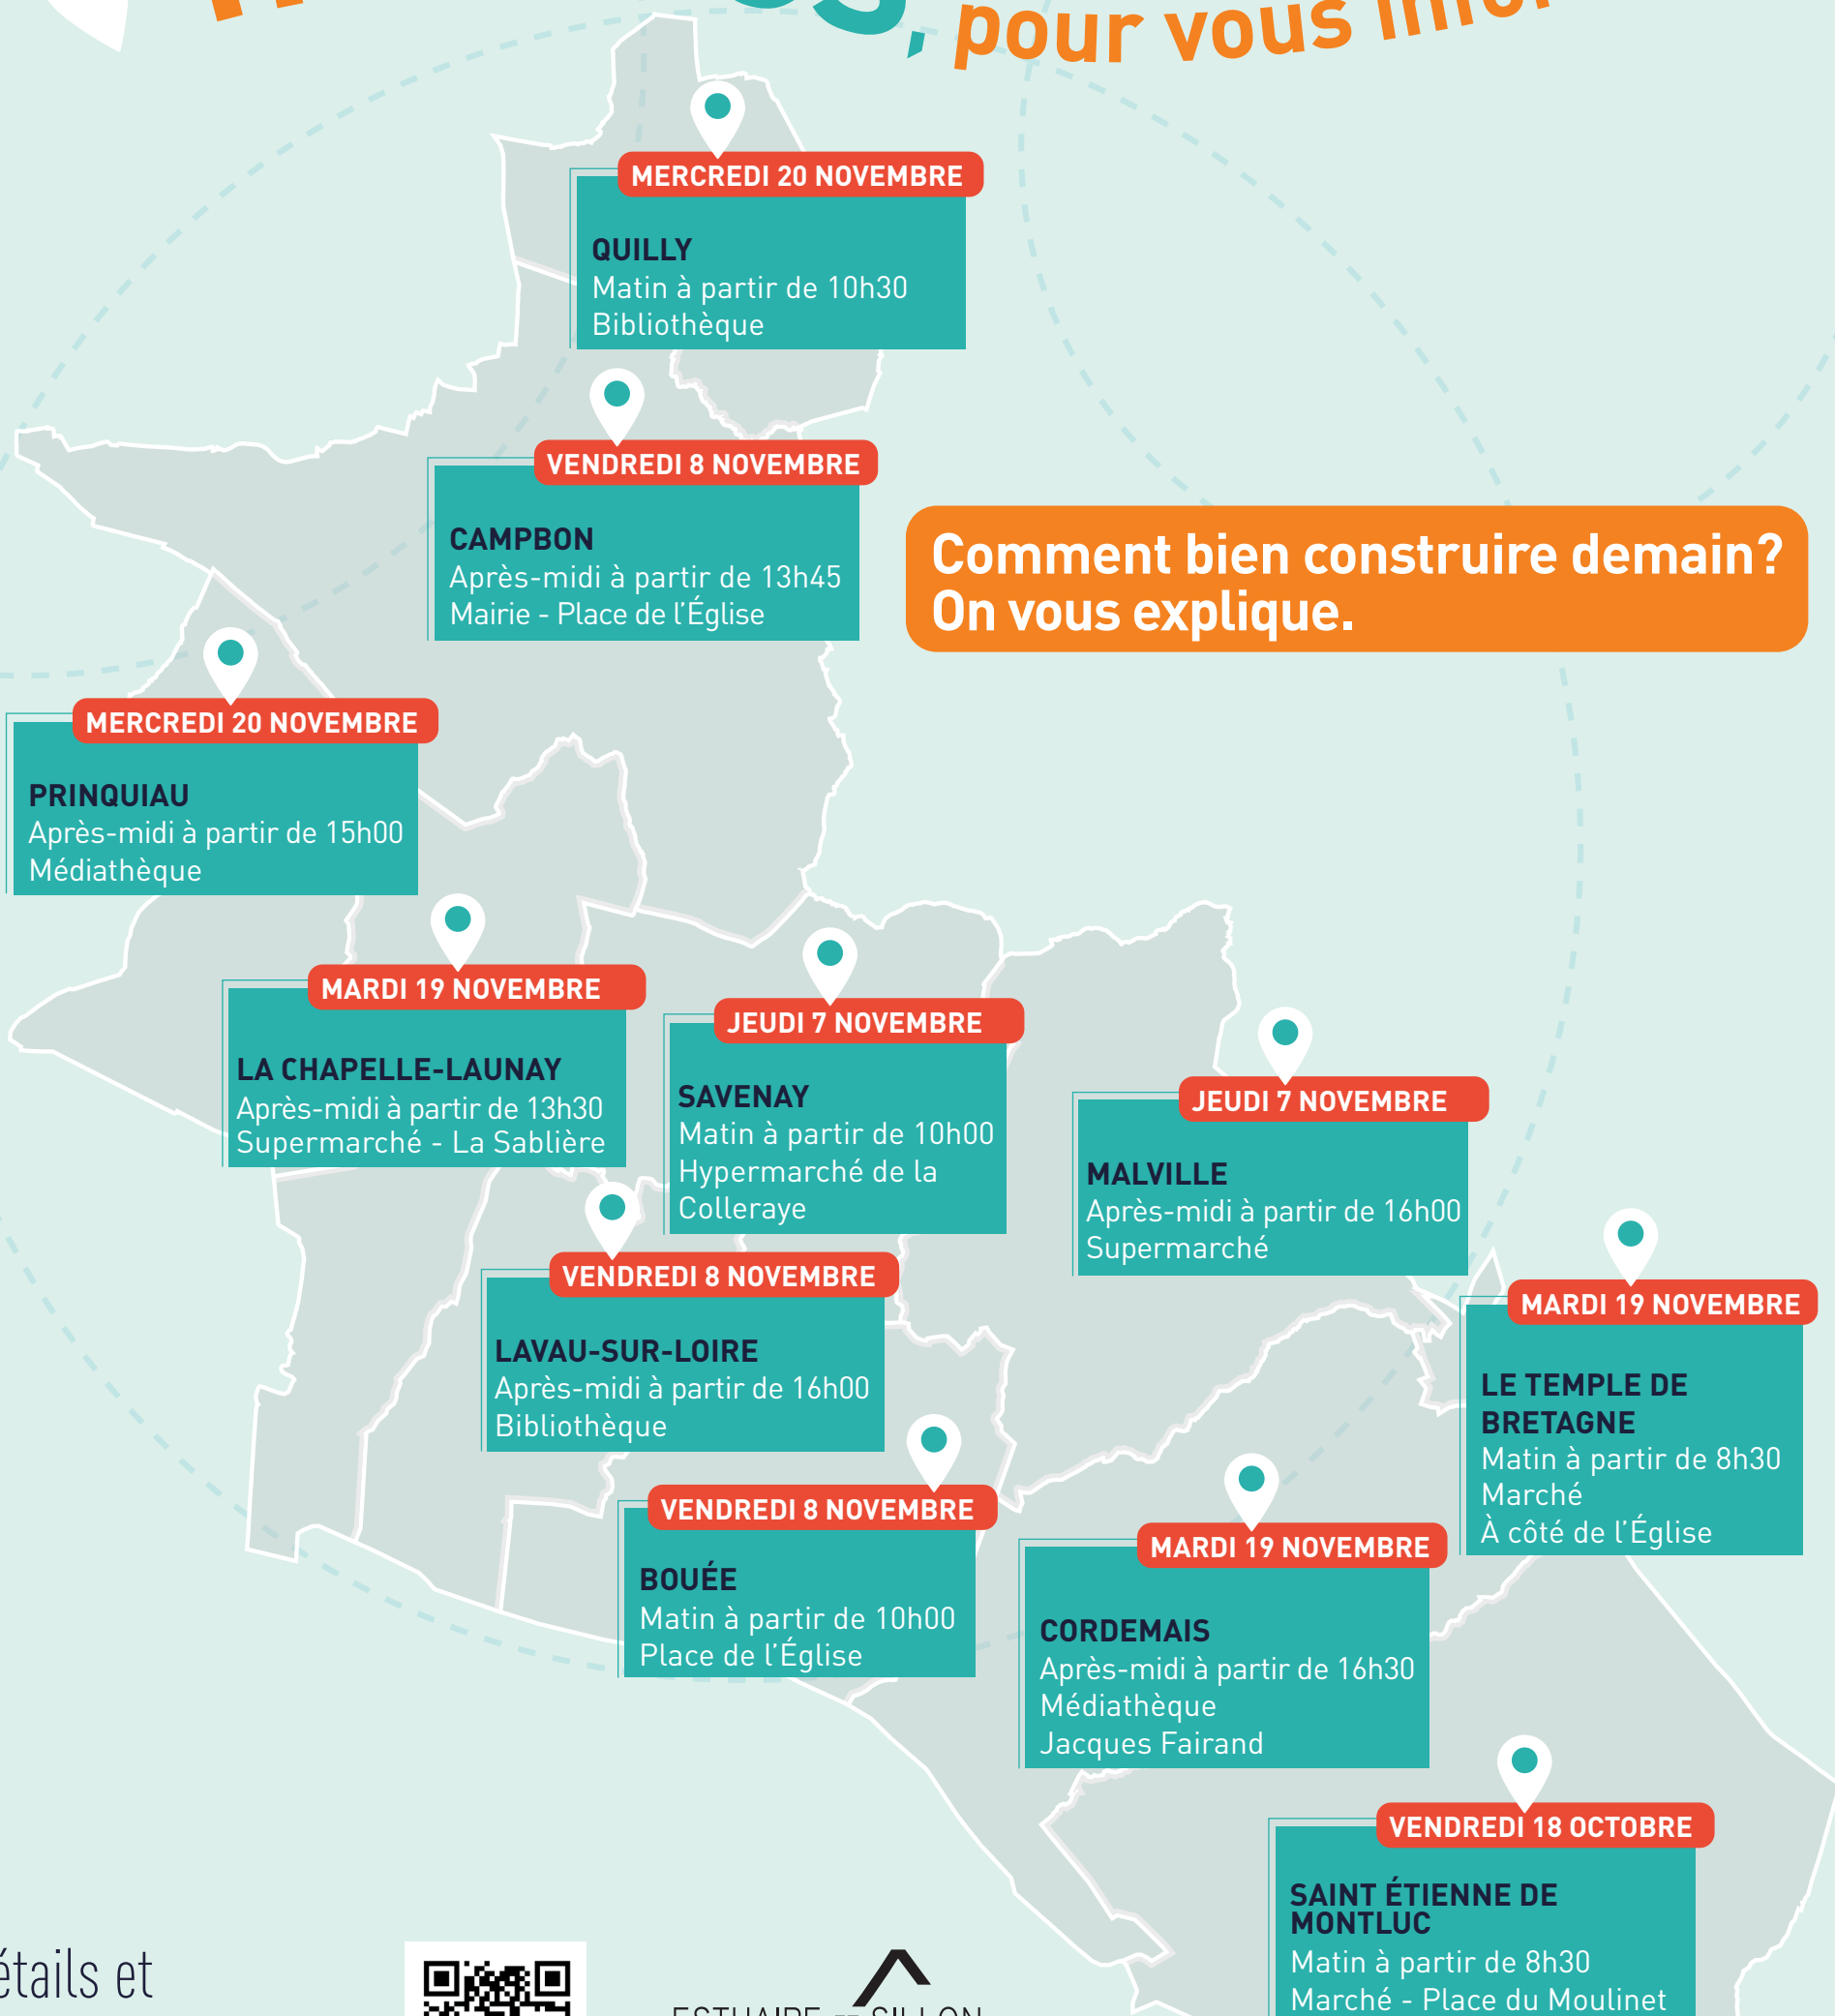 pour vous
MERCREDI 20 NOVEMBRE
QUILLY
Matin à partir de 10h30
Bibliothèque
VENDREDI 8 NOVEMBRE
CAMPBON
Après-midi à partir de 13h45
Mairie - Place de l'Église
Comment bien construire demain?
On vous explique.
MERCREDI 20 NOVEMBRE
PRINQUIAU
Après-midi à partir de 15h00
Médiathèque
MARDI 19 NOVEMBRE
LA CHAPELLE-LAUNAY
Après-midi à partir de 13h30
Supermarché - La Sablière
JEUDI 7 NOVEMBRE
SAVENAY
Matin à partir de 10h00
Hypermarché de la
Colleraye
JEUDI 7 NOVEMBRE
MALVILLE
Après-midi à partir de 16h00
Supermarché
VENDREDI 8 NOVEMBRE
LAVAU-SUR-LOIRE
Après-midi à partir de 16h00
Bibliothèque
MARDI 19 NOVEMBRE
LE TEMPLE DE
BRETAGNE
Matin à partir de 8h30
Marché
À côté de l'Église
VENDREDI 8 NOVEMBRE
BOUÉE
Matin à partir de 10h00
Place de l'Église
MARDI 19 NOVEMBRE
CORDEMAIS
Après-midi à partir de 16h30
Médiathèque
Jacques Fairand
VENDREDI 18 OCTOBRE
SAINT ÉTIENNE DE
MONTLUC
Matin à partir de 8h30
Marché - Place du Moulinet
et
ESTUAIRE ET SILLON